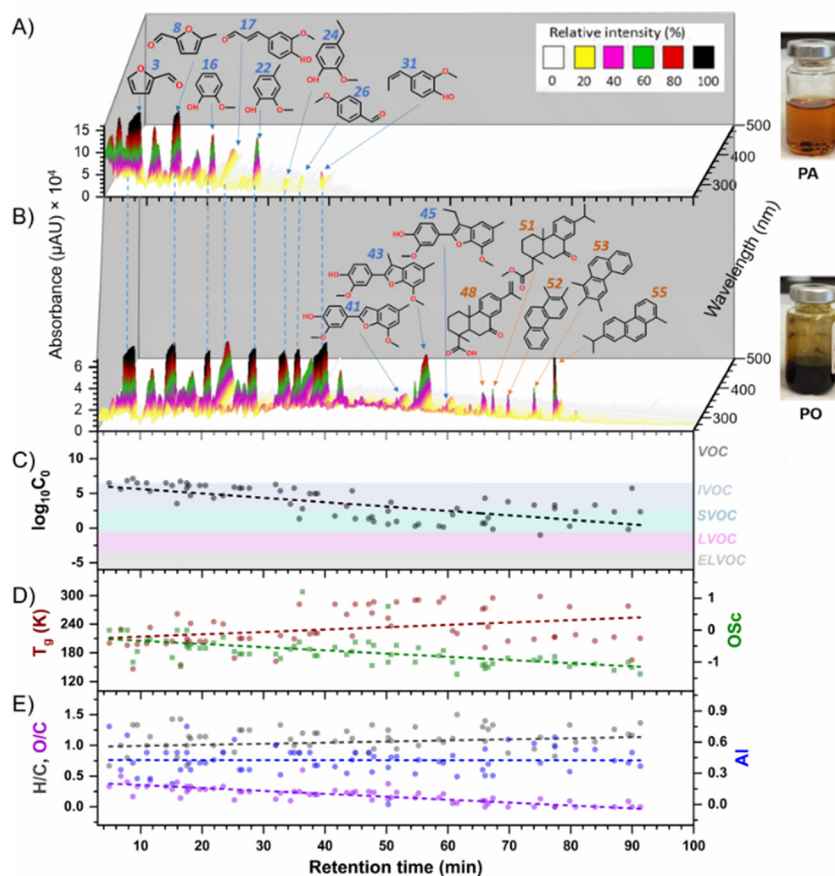 A)
8
17
24
31
3
16
22
26
Relative intensity (%)
0 20 40 60 80 100
15
10
5
0
500
400
300
PA
B)
Absorbance (μAU) × 10⁴
Wavelength (nm)
45
51
53
43
52
55
41
48
6
4
2
0
500
400
300
PO
C)
log₁₀C₀
10
5
0
-5
VOC
IVOC
SVOC
LVOC
ELVOC
D)
Tg (K)
300
240
180
120
1
0
-1
OSc
E)
H/C, O/C
1.5
1.0
0.5
0.0
0.9
0.6
0.3
0.0
AI
10 20 30 40 50 60 70 80 90 100
Retention time (min)